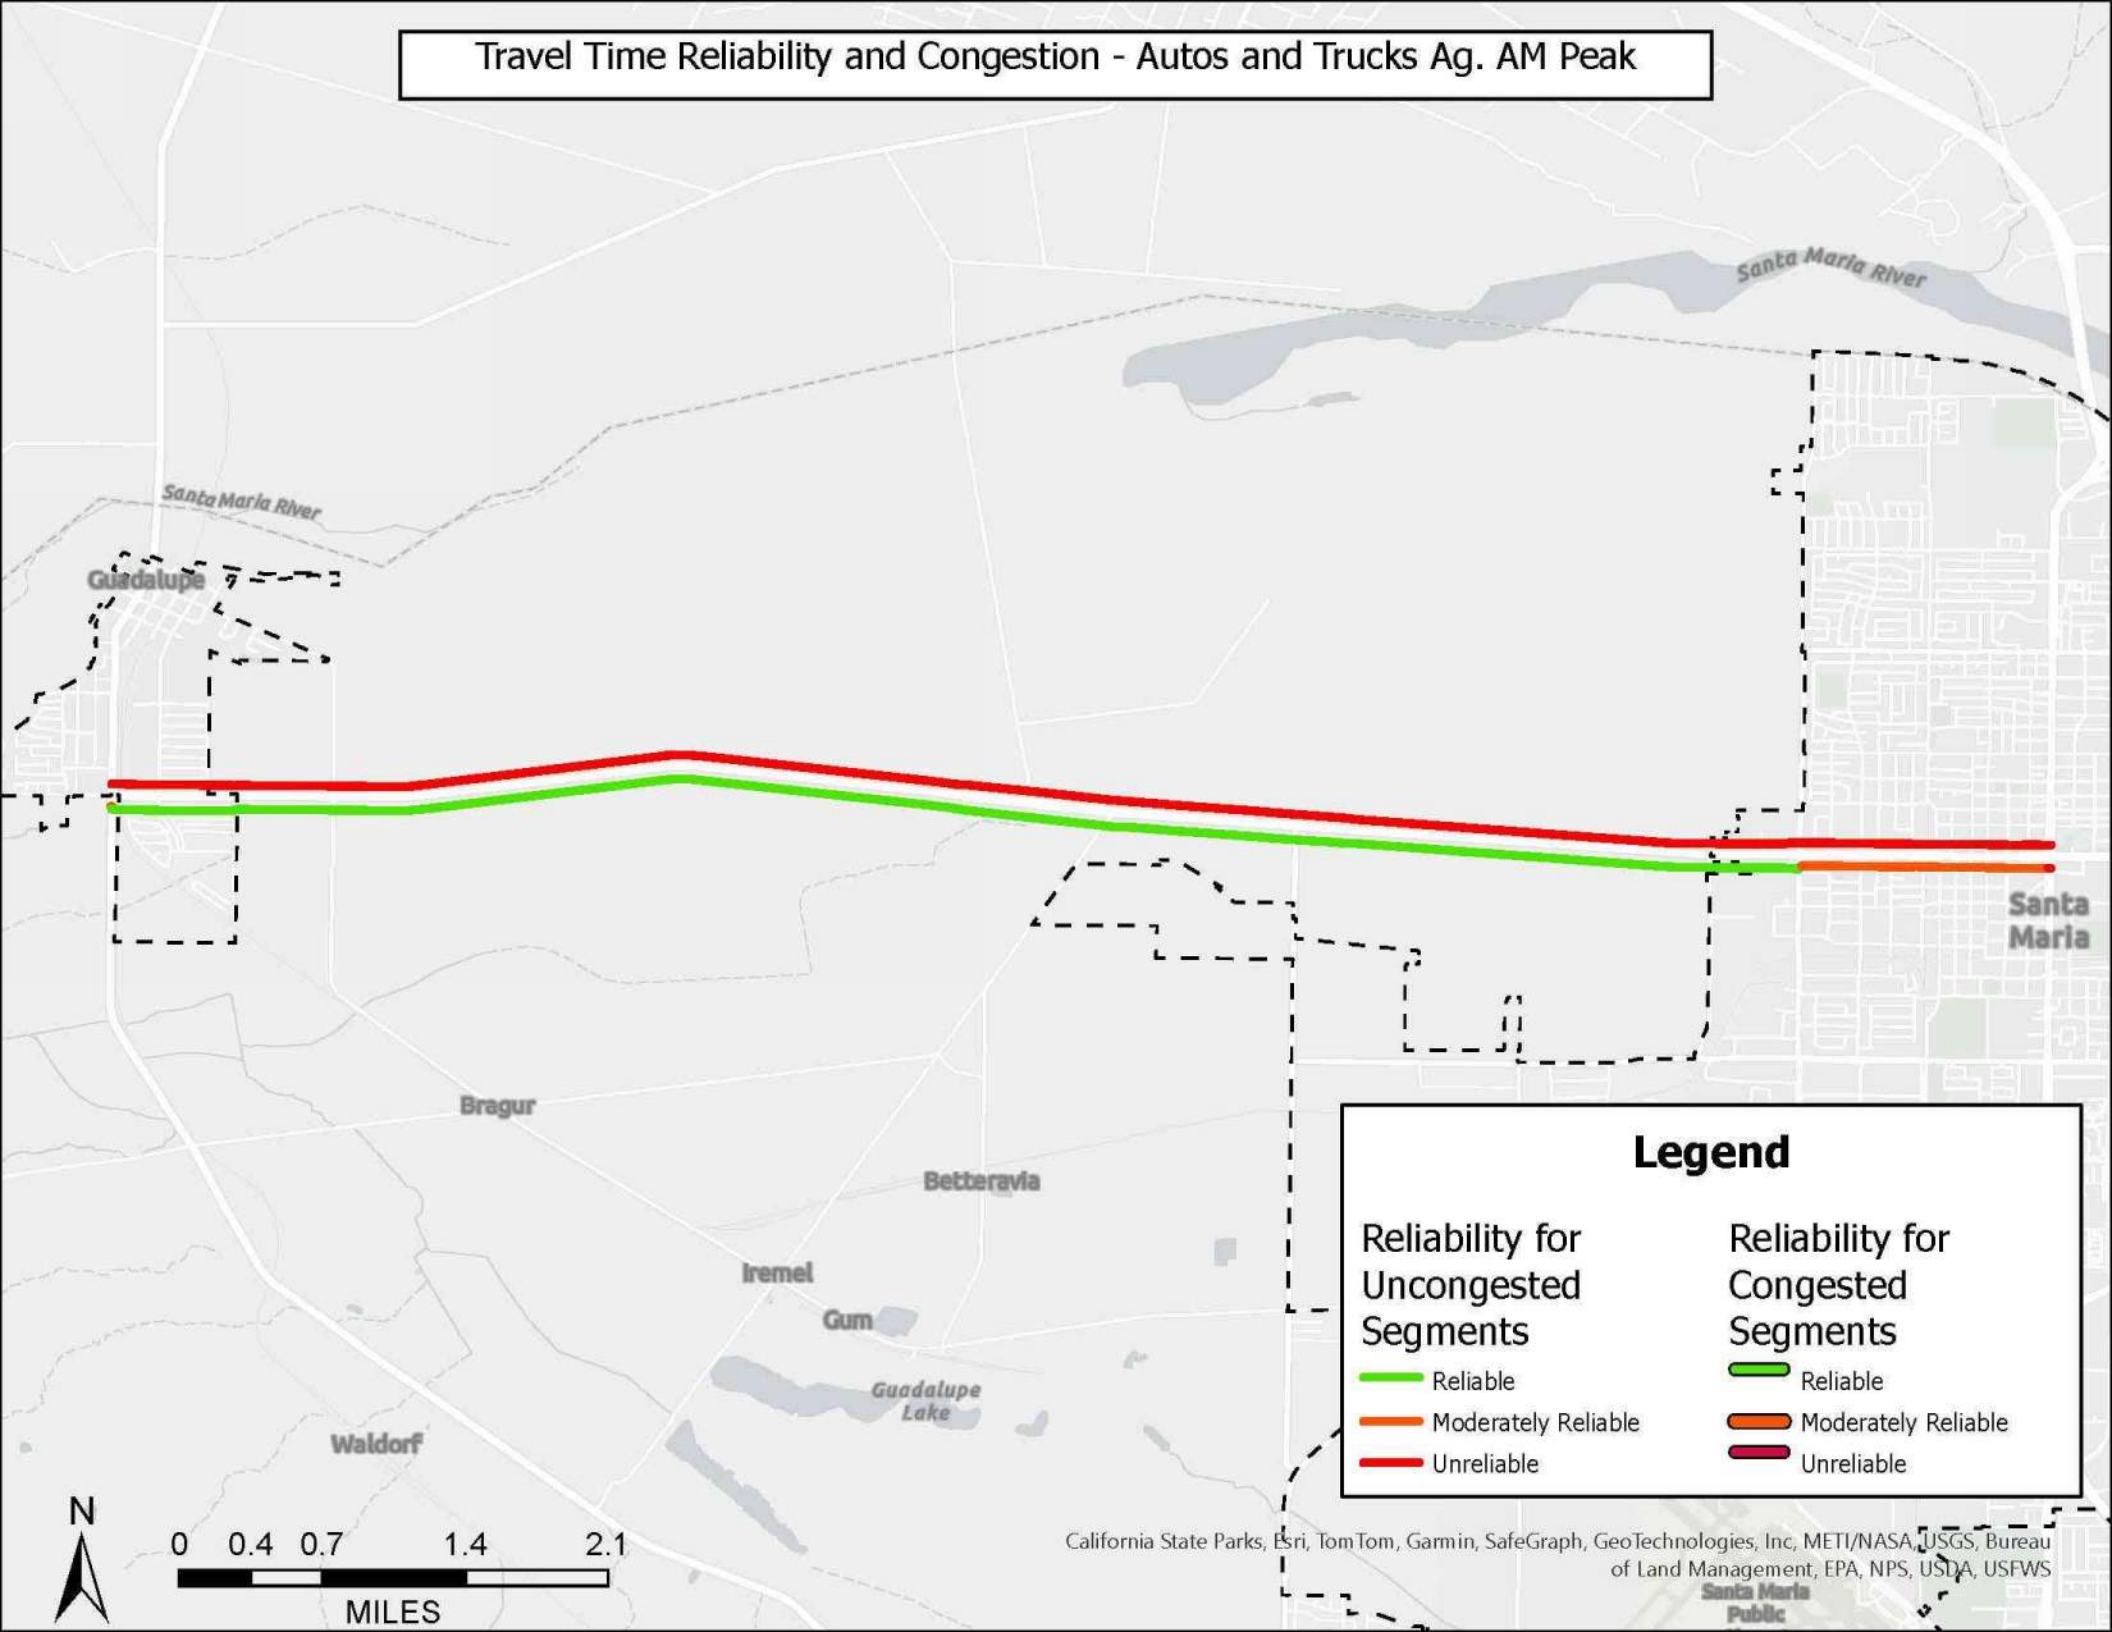 Travel Time Reliability and Congestion - Autos and Trucks Ag. AM Peak
Santa Maria River
Santa Maria River
Guadalupe
Santa
Maria
Bragur
Betteravia
Iremel
Gum
Guadalupe
Lake
Waldorf
Legend
Reliability for
Uncongested
Segments
Reliable
Moderately Reliable
Unreliable
Reliability for
Congested
Segments
Reliable
Moderately Reliable
Unreliable
N
0 0.4 0.7 1.4 2.1
MILES
California State Parks, Esri, TomTom, Garmin, SafeGraph, GeoTechnologies, Inc, METI/NASA, USGS, Bureau
of Land Management, EPA, NPS, USDA, USFWS
Santa Maria
Public